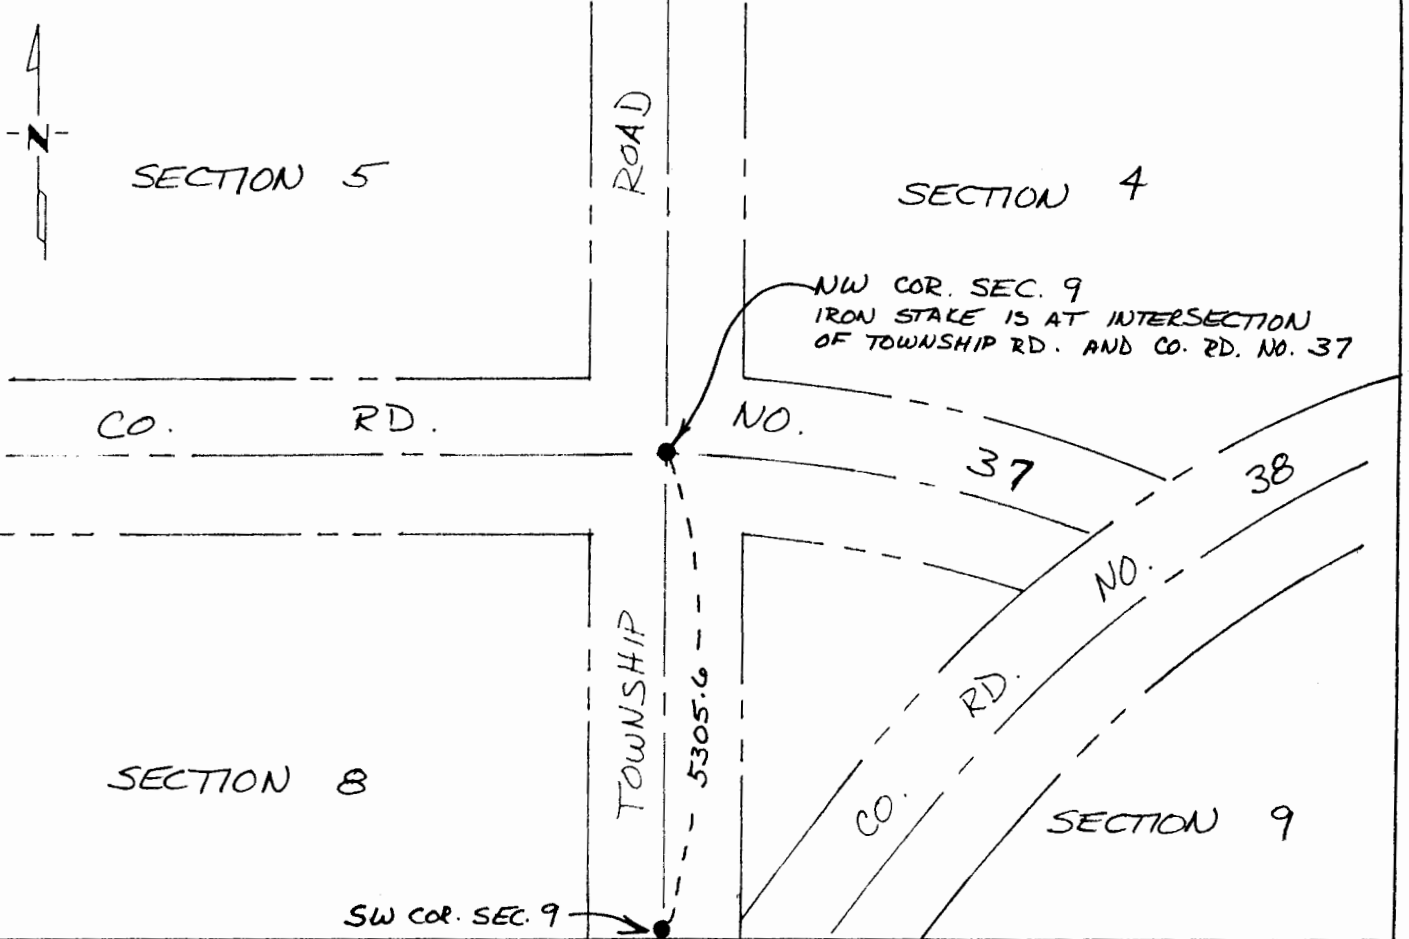 N
SECTION 5
ROAD
SECTION 4
NW COR. SEC. 9
IRON STAKE IS AT INTERSECTION
OF TOWNSHIP RD. AND CO. RD. NO. 37
CO. RD. NO. 37
CO. RD. NO. 38
TOWNSHIP
5305.6
SECTION 8
SECTION 9
SW COR. SEC. 9